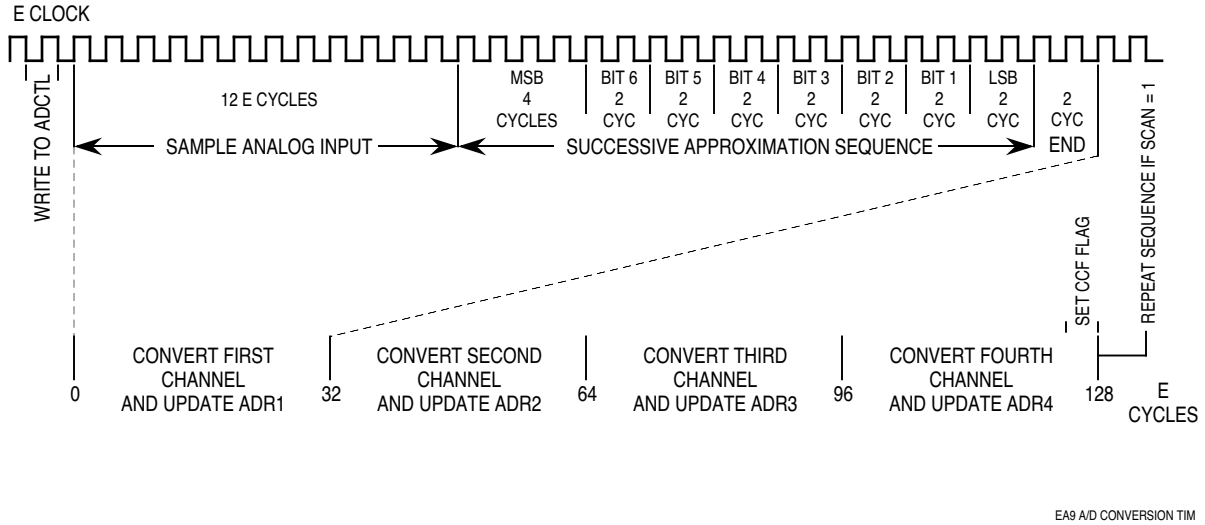 E CLOCK
WRITE TO ADCTL
12 E CYCLES
SAMPLE ANALOG INPUT
MSB
4
CYCLES
BIT 6
2
CYC
BIT 5
2
CYC
BIT 4
2
CYC
BIT 3
2
CYC
BIT 2
2
CYC
BIT 1
2
CYC
LSB
2
CYC
SUCCESSIVE APPROXIMATION SEQUENCE
2
CYC
END
REPEAT SEQUENCE IF SCAN = 1
SET CCF FLAG
0
CONVERT FIRST
CHANNEL
AND UPDATE ADR1
32
CONVERT SECOND
CHANNEL
AND UPDATE ADR2
64
CONVERT THIRD
CHANNEL
AND UPDATE ADR3
96
CONVERT FOURTH
CHANNEL
AND UPDATE ADR4
128
E
CYCLES
EA9 A/D CONVERSION TIM